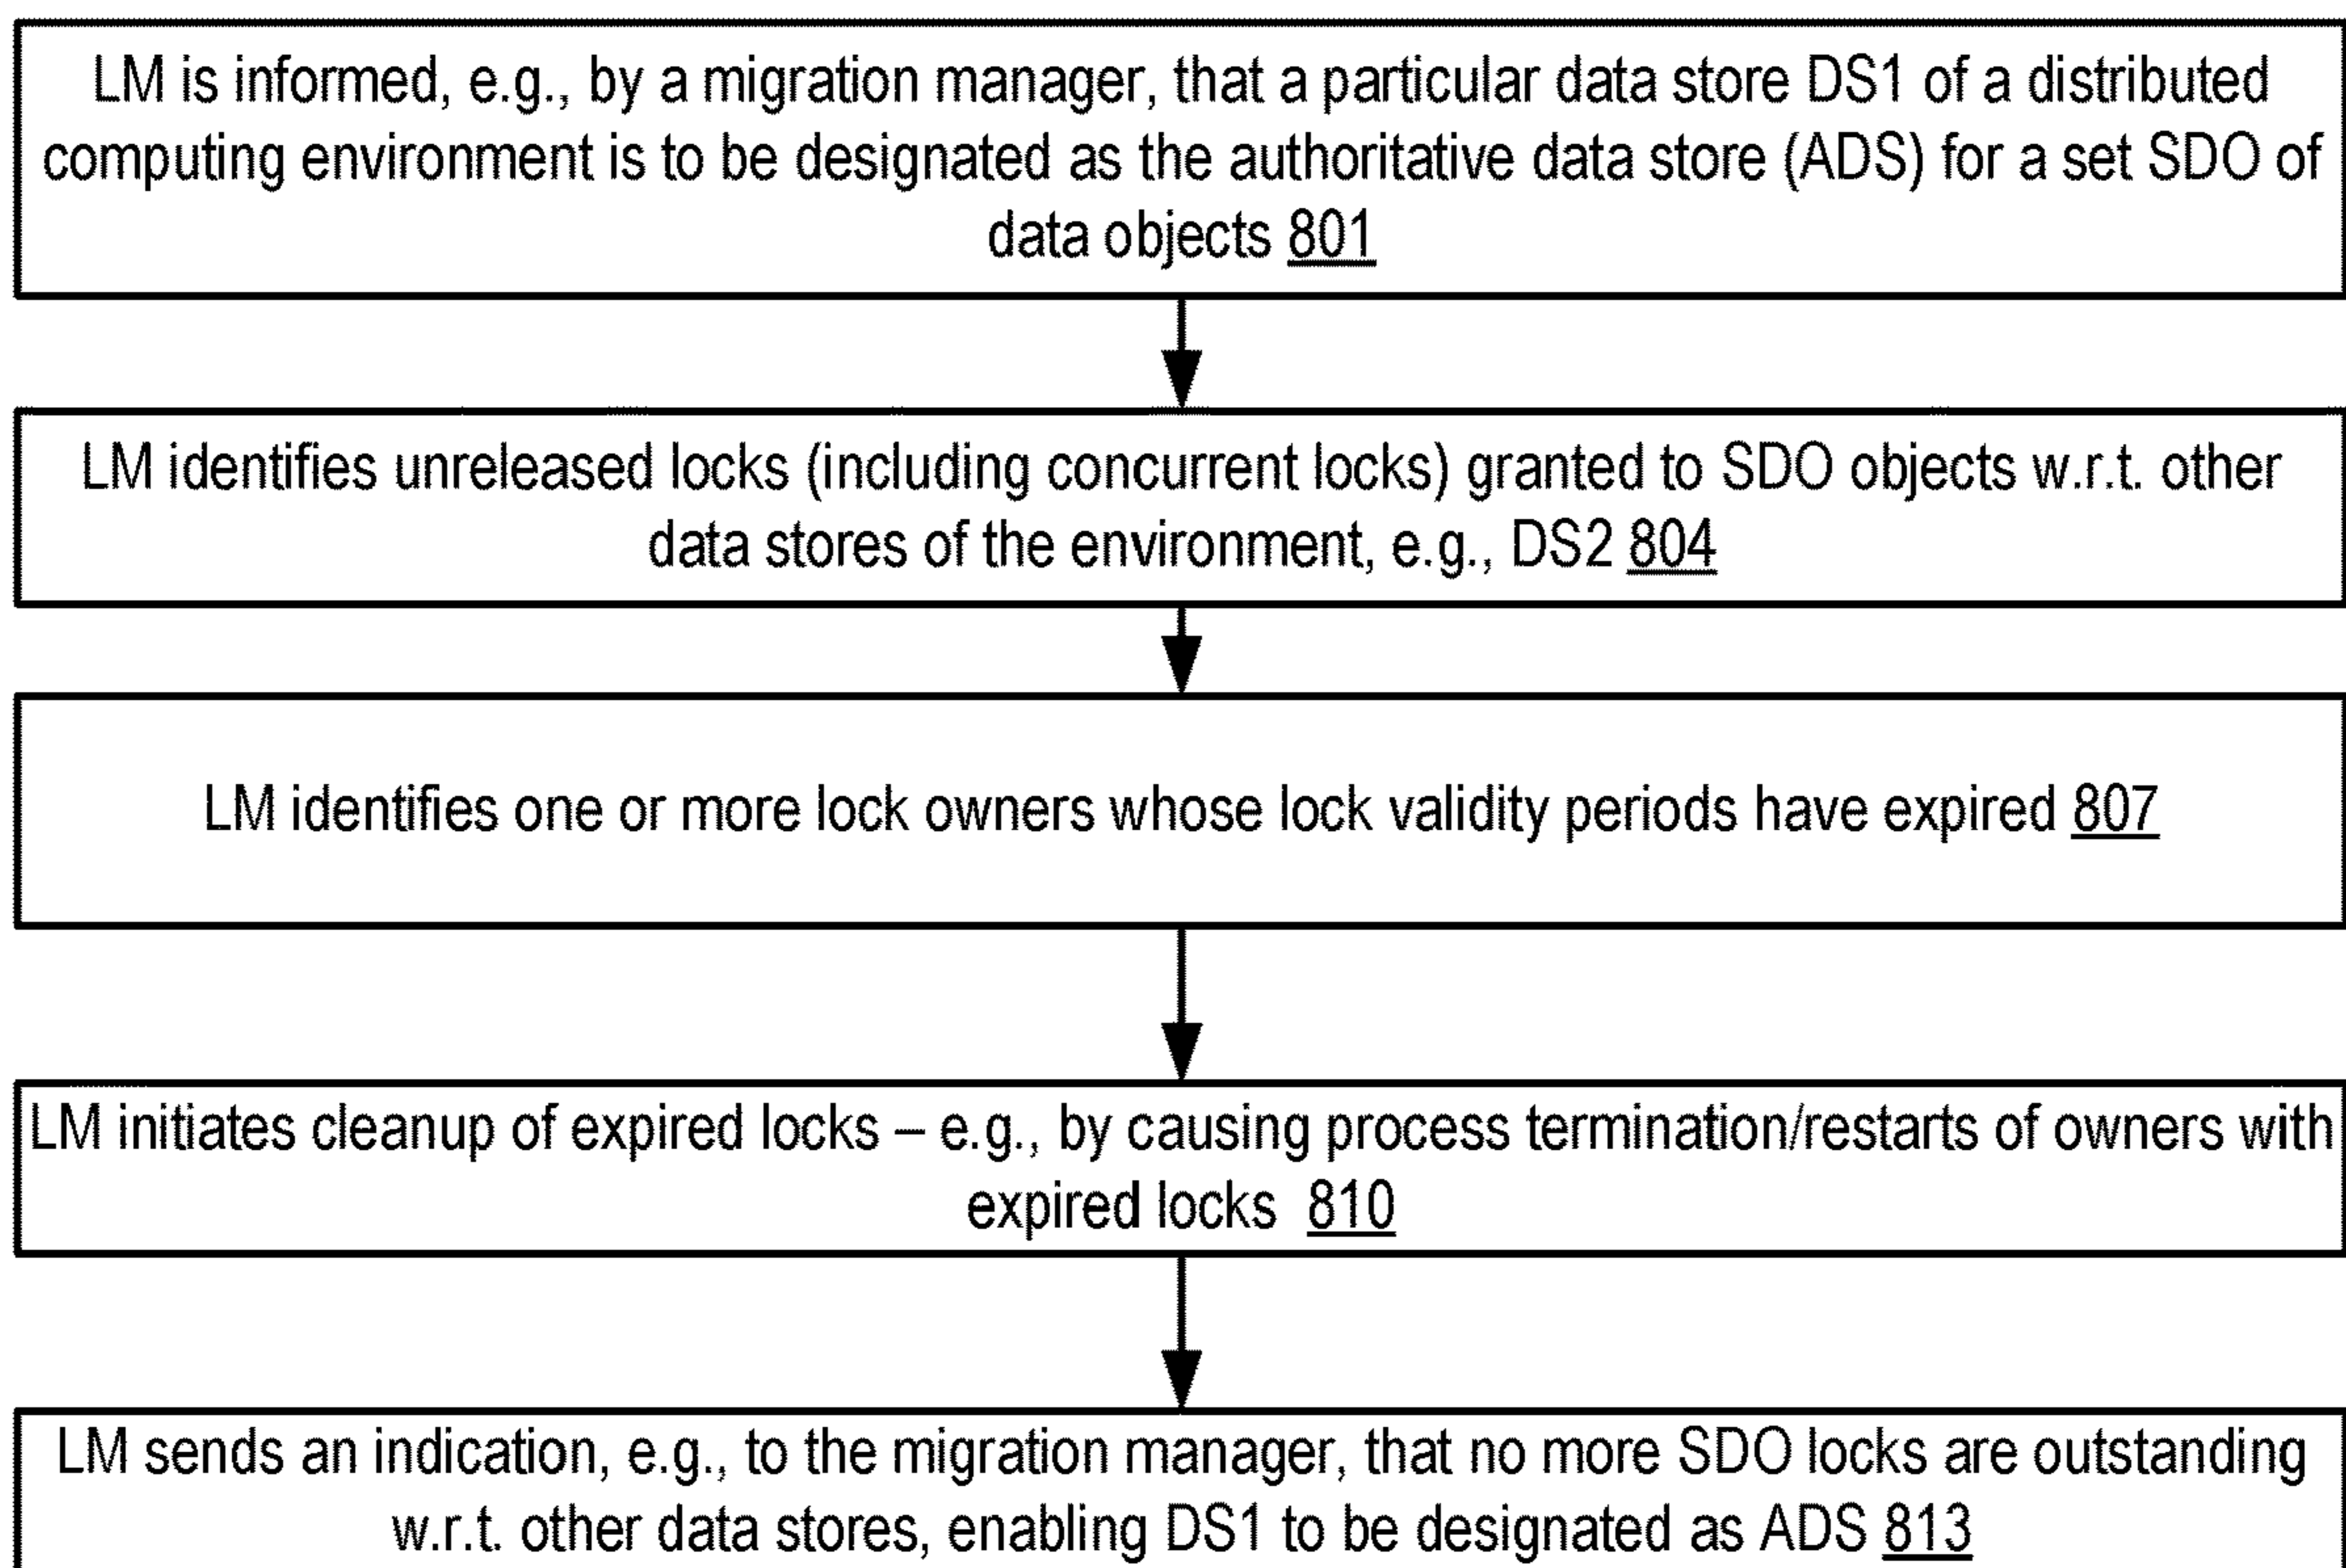 LM is informed, e.g., by a migration manager, that a particular data store DS1 of a distributed
computing environment is to be designated as the authoritative data store (ADS) for a set SDO of
data objects 801
LM identifies unreleased locks (including concurrent locks) granted to SDO objects w.r.t. other
data stores of the environment, e.g., DS2 804
LM identifies one or more lock owners whose lock validity periods have expired 807
LM initiates cleanup of expired locks – e.g., by causing process termination/restarts of owners with
expired locks 810
LM sends an indication, e.g., to the migration manager, that no more SDO locks are outstanding
w.r.t. other data stores, enabling DS1 to be designated as ADS 813